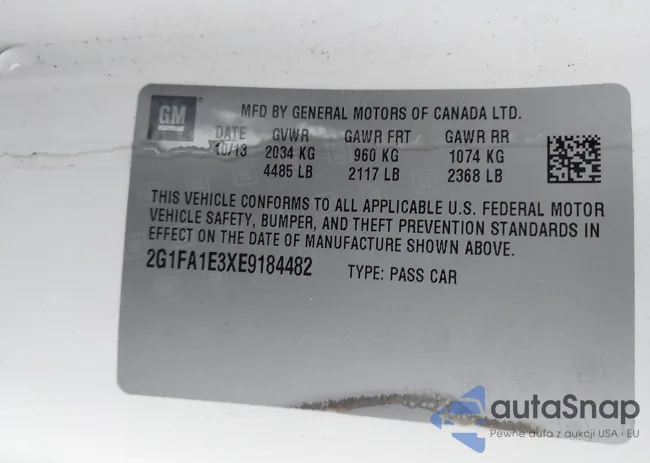 GM
MFD BY GENERAL MOTORS OF CANADA LTD.
DATE GVWR GAWR FRT GAWR RR
10/13 2034 KG 960 KG 1074 KG
4485 LB 2117 LB 2368 LB
THIS VEHICLE CONFORMS TO ALL APPLICABLE U.S. FEDERAL MOTOR
VEHICLE SAFETY, BUMPER, AND THEFT PREVENTION STANDARDS IN
EFFECT ON THE DATE OF MANUFACTURE SHOWN ABOVE.
2G1FA1E3XE9184482 TYPE: PASS CAR
autaSnap
Pewne auta z aukcji USA i EU